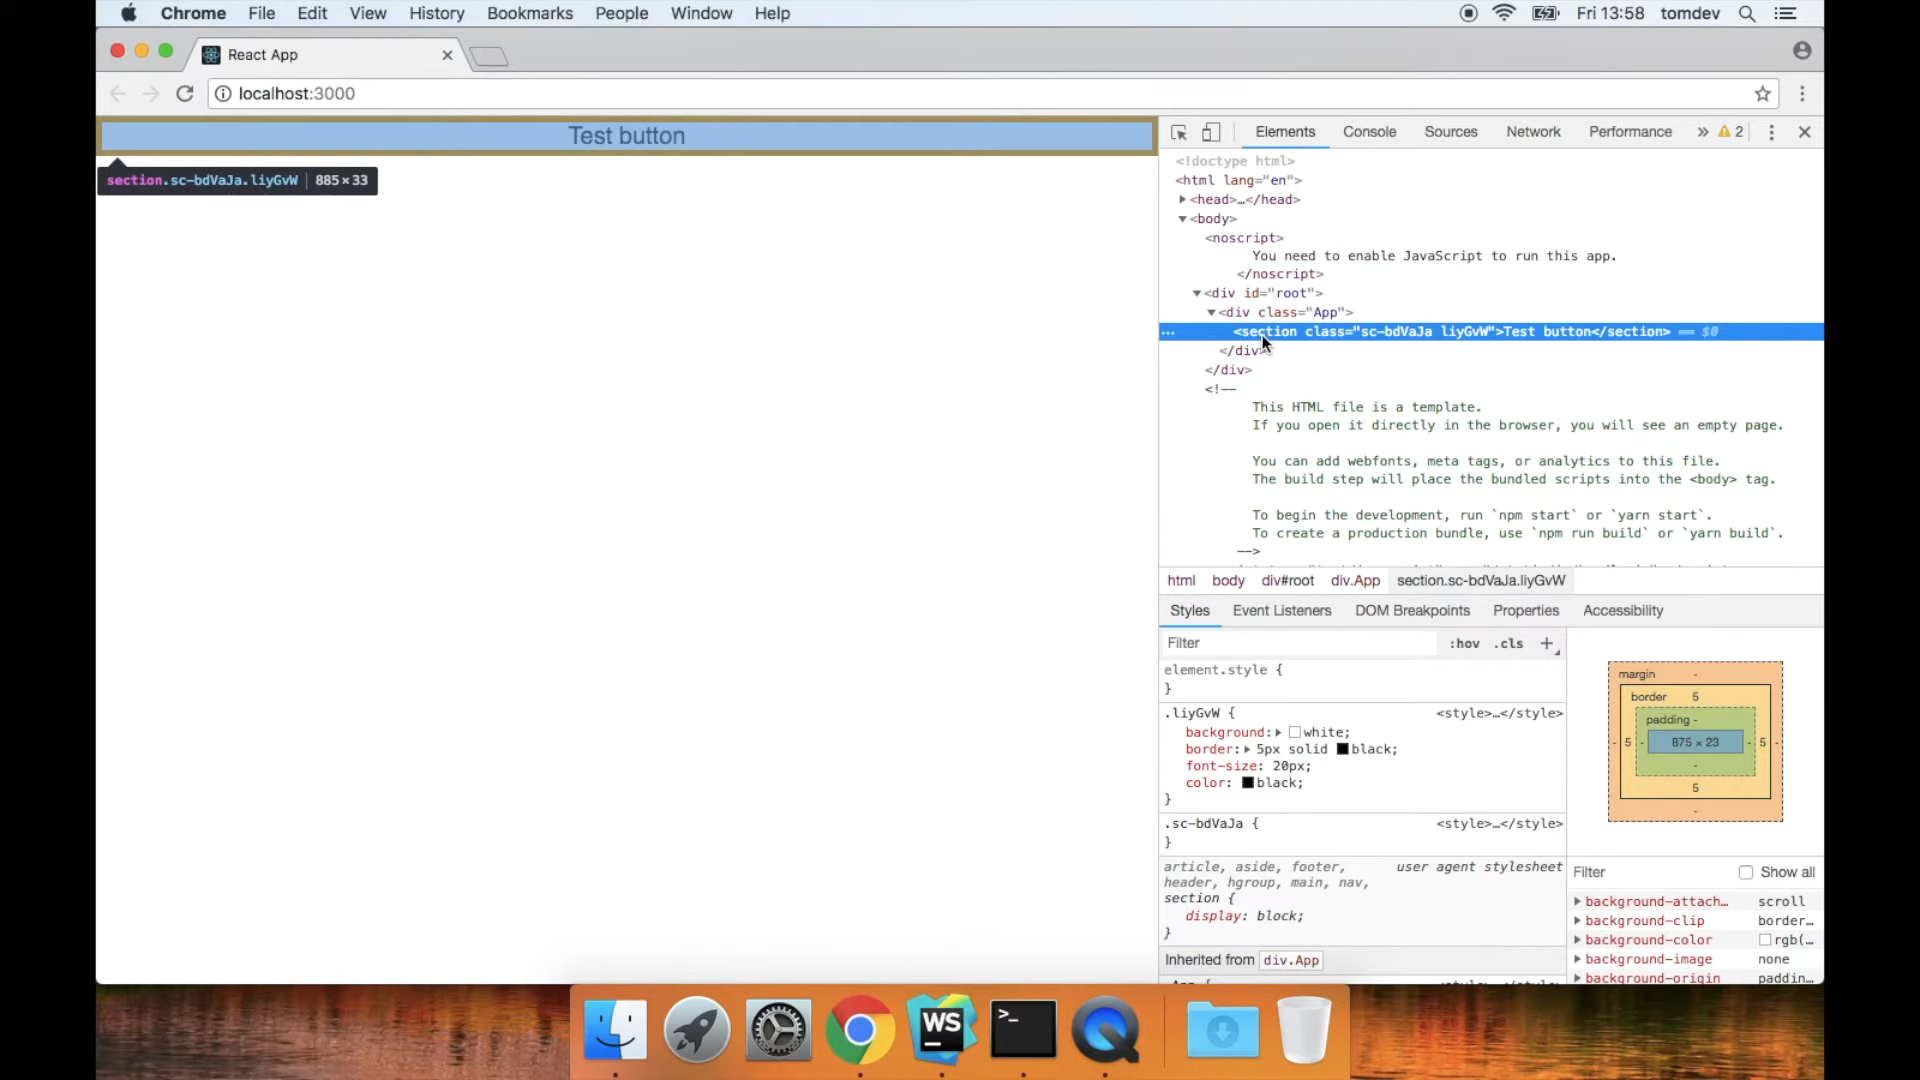 Chrome File Edit View History Bookmarks People Window Help Fri 13:58 tomdev
React App
localhost:3000
Test button
section.sc-bdVaJa.liyGvW | 885×33
Elements Console Sources Network Performance » 2
<!doctype html>
<html lang="en">
<head>…</head>
<body>
<noscript>
You need to enable JavaScript to run this app.
</noscript>
<div id="root">
<div class="App">
… <section class="sc-bdVaJa liyGvW">Test button</section> == $0
</div>
</div>
<!--
This HTML file is a template.
If you open it directly in the browser, you will see an empty page.
You can add webfonts, meta tags, or analytics to this file.
The build step will place the bundled scripts into the <body> tag.
To begin the development, run `npm start` or `yarn start`.
To create a production bundle, use `npm run build` or `yarn build`.
-->
html body div#root div.App section.sc-bdVaJa.liyGvW
Styles Event Listeners DOM Breakpoints Properties Accessibility
Filter :hov .cls +
element.style {
}
.liyGvW { <style>…</style>
background: white;
border: 5px solid black;
font-size: 20px;
color: black;
}
.sc-bdVaJa { <style>…</style>
}
article, aside, footer, user agent stylesheet
header, hgroup, main, nav,
section {
display: block;
}
Inherited from div.App
margin -
border 5
padding -
- 5 - 875 × 23 - 5 -
-
5
-
Filter Show all
background-attach… scroll
background-clip border…
background-color rgb(…
background-image none
background-origin paddin…
WS
>_